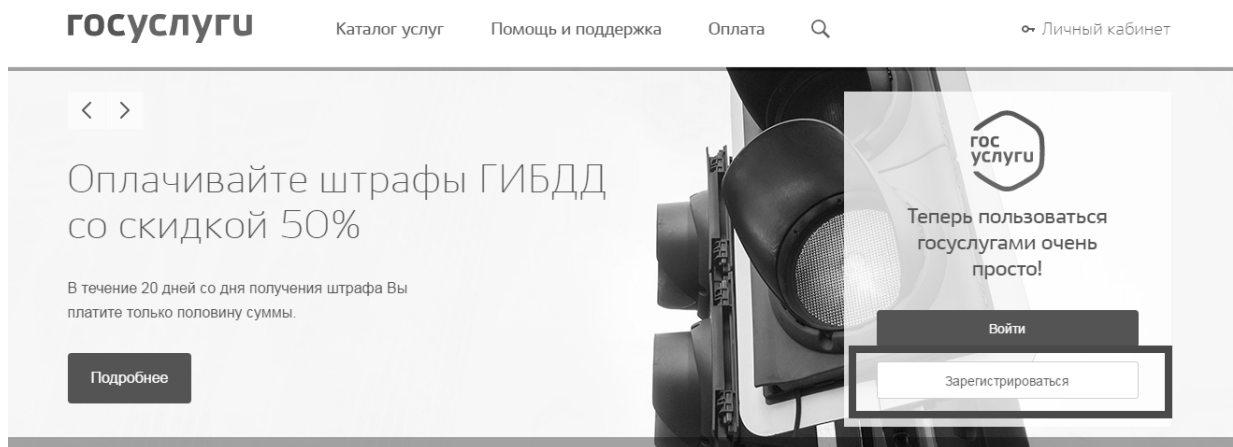 госуслуги
Каталог услуг
Помощь и поддержка
Оплата
Личный кабинет
Оплачивайте штрафы ГИБДД
со скидкой 50%
В течение 20 дней со дня получения штрафа Вы
платите только половину суммы.
Подробнее
гос
услуги
Теперь пользоваться
госуслугами очень
просто!
Войти
Зарегистрироваться